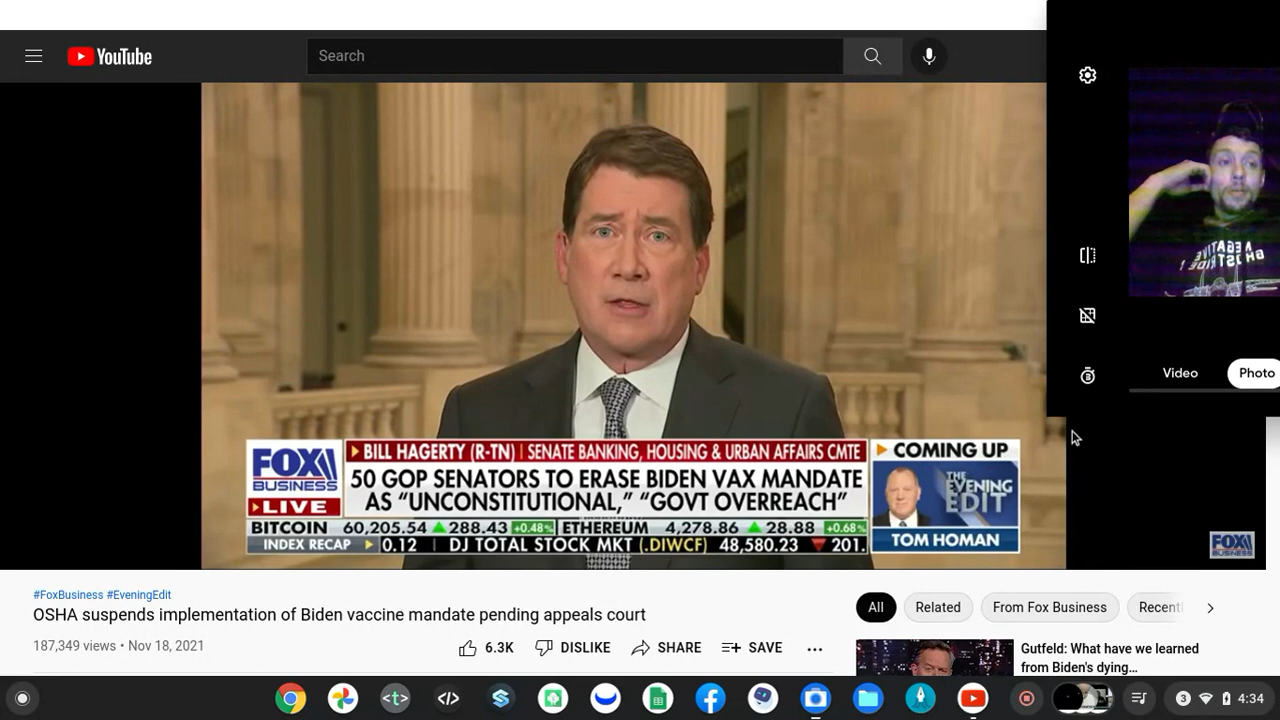 YouTube
Search
BILL HAGERTY (R-TN) | SENATE BANKING, HOUSING & URBAN AFFAIRS CMTE
50 GOP SENATORS TO ERASE BIDEN VAX MANDATE
AS “UNCONSTITUTIONAL,” “GOVT OVERREACH”
FOX
BUSINESS
LIVE
BITCOIN 60,205.54 288.43 +0.48% ETHEREUM 4,278.86 28.88 +0.68%
INDEX RECAP 0.12 DJ TOTAL STOCK MKT (.DIWCF) 48,580.23 201.
COMING UP
THE
EVENING
EDIT
TOM HOMAN
FOX
BUSINESS
A NEGATIVE
GHOSTRIDE!
Video
Photo
#FoxBusiness #EveningEdit
OSHA suspends implementation of Biden vaccine mandate pending appeals court
187,349 views • Nov 18, 2021
6.3K
DISLIKE
SHARE
SAVE
All
Related
From Fox Business
Recent
Gutfeld: What have we learned
from Biden's dying...
<t>
</>
3
4:34